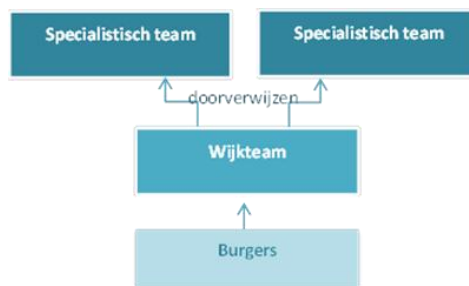 Specialistisch team
Specialistisch team
doorverwijzen
Wijkteam
Burgers